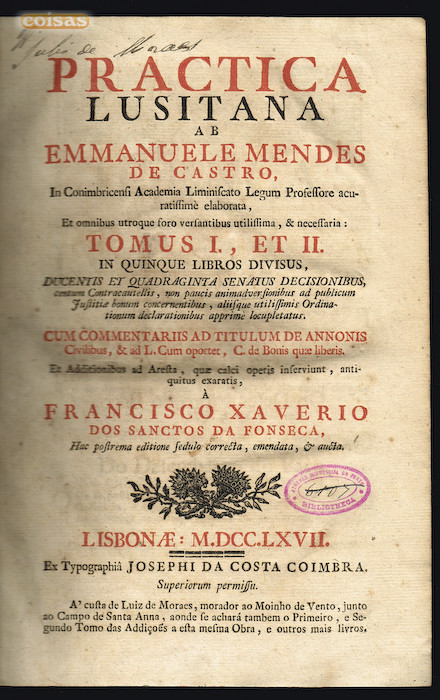 coisas
de Moraes
PRACTICA
LUSITANA
AB
EMMANUELE MENDES
DE CASTRO,
In Conimbricensi Academia Liminiscato Legum Professore acu-
ratissimè elaborata,
Et omnibus utroque foro versantibus utilissima, & necessaria:
TOMUS I., ET II.
IN QUINQUE LIBROS DIVISUS,
DUCENTIS ET QUADRAGINTA SENATUS DECISIONIBUS,
centum Contracautellis, non paucis animadversionibus ad publicum
Justitiæ bonum concernentibus, aliisque utilissimis Ordina-
tionum declarationibus apprimè locupletatus.
CUM COMMENTARIIS AD TITULUM DE ANNONIS
Civilibus, & ad L. Cum oportet, C. de Bonis quæ liberis.
Et Additionibus ad Aresta, quæ calci operis inserviunt, anti-
quitus exaratis,
À
FRANCISCO XAVERIO
DOS SANCTOS DA FONSECA,
Hac postrema editione sedulo correcta, emendata, & aucta.
BIBLIOTHECA
LISBONÆ: M.DCC.LXVII.
Ex Typographiâ JOSEPHI DA COSTA COIMBRA.
Superiorum permissu.
A' custa de Luiz de Moraes, morador ao Moinho de Vento, junto
ao Campo de Santa Anna, aonde se achará tambem o Primeiro, e Se-
gundo Tomo das Addiçoẽs a esta mesma Obra, e outros mais livros.